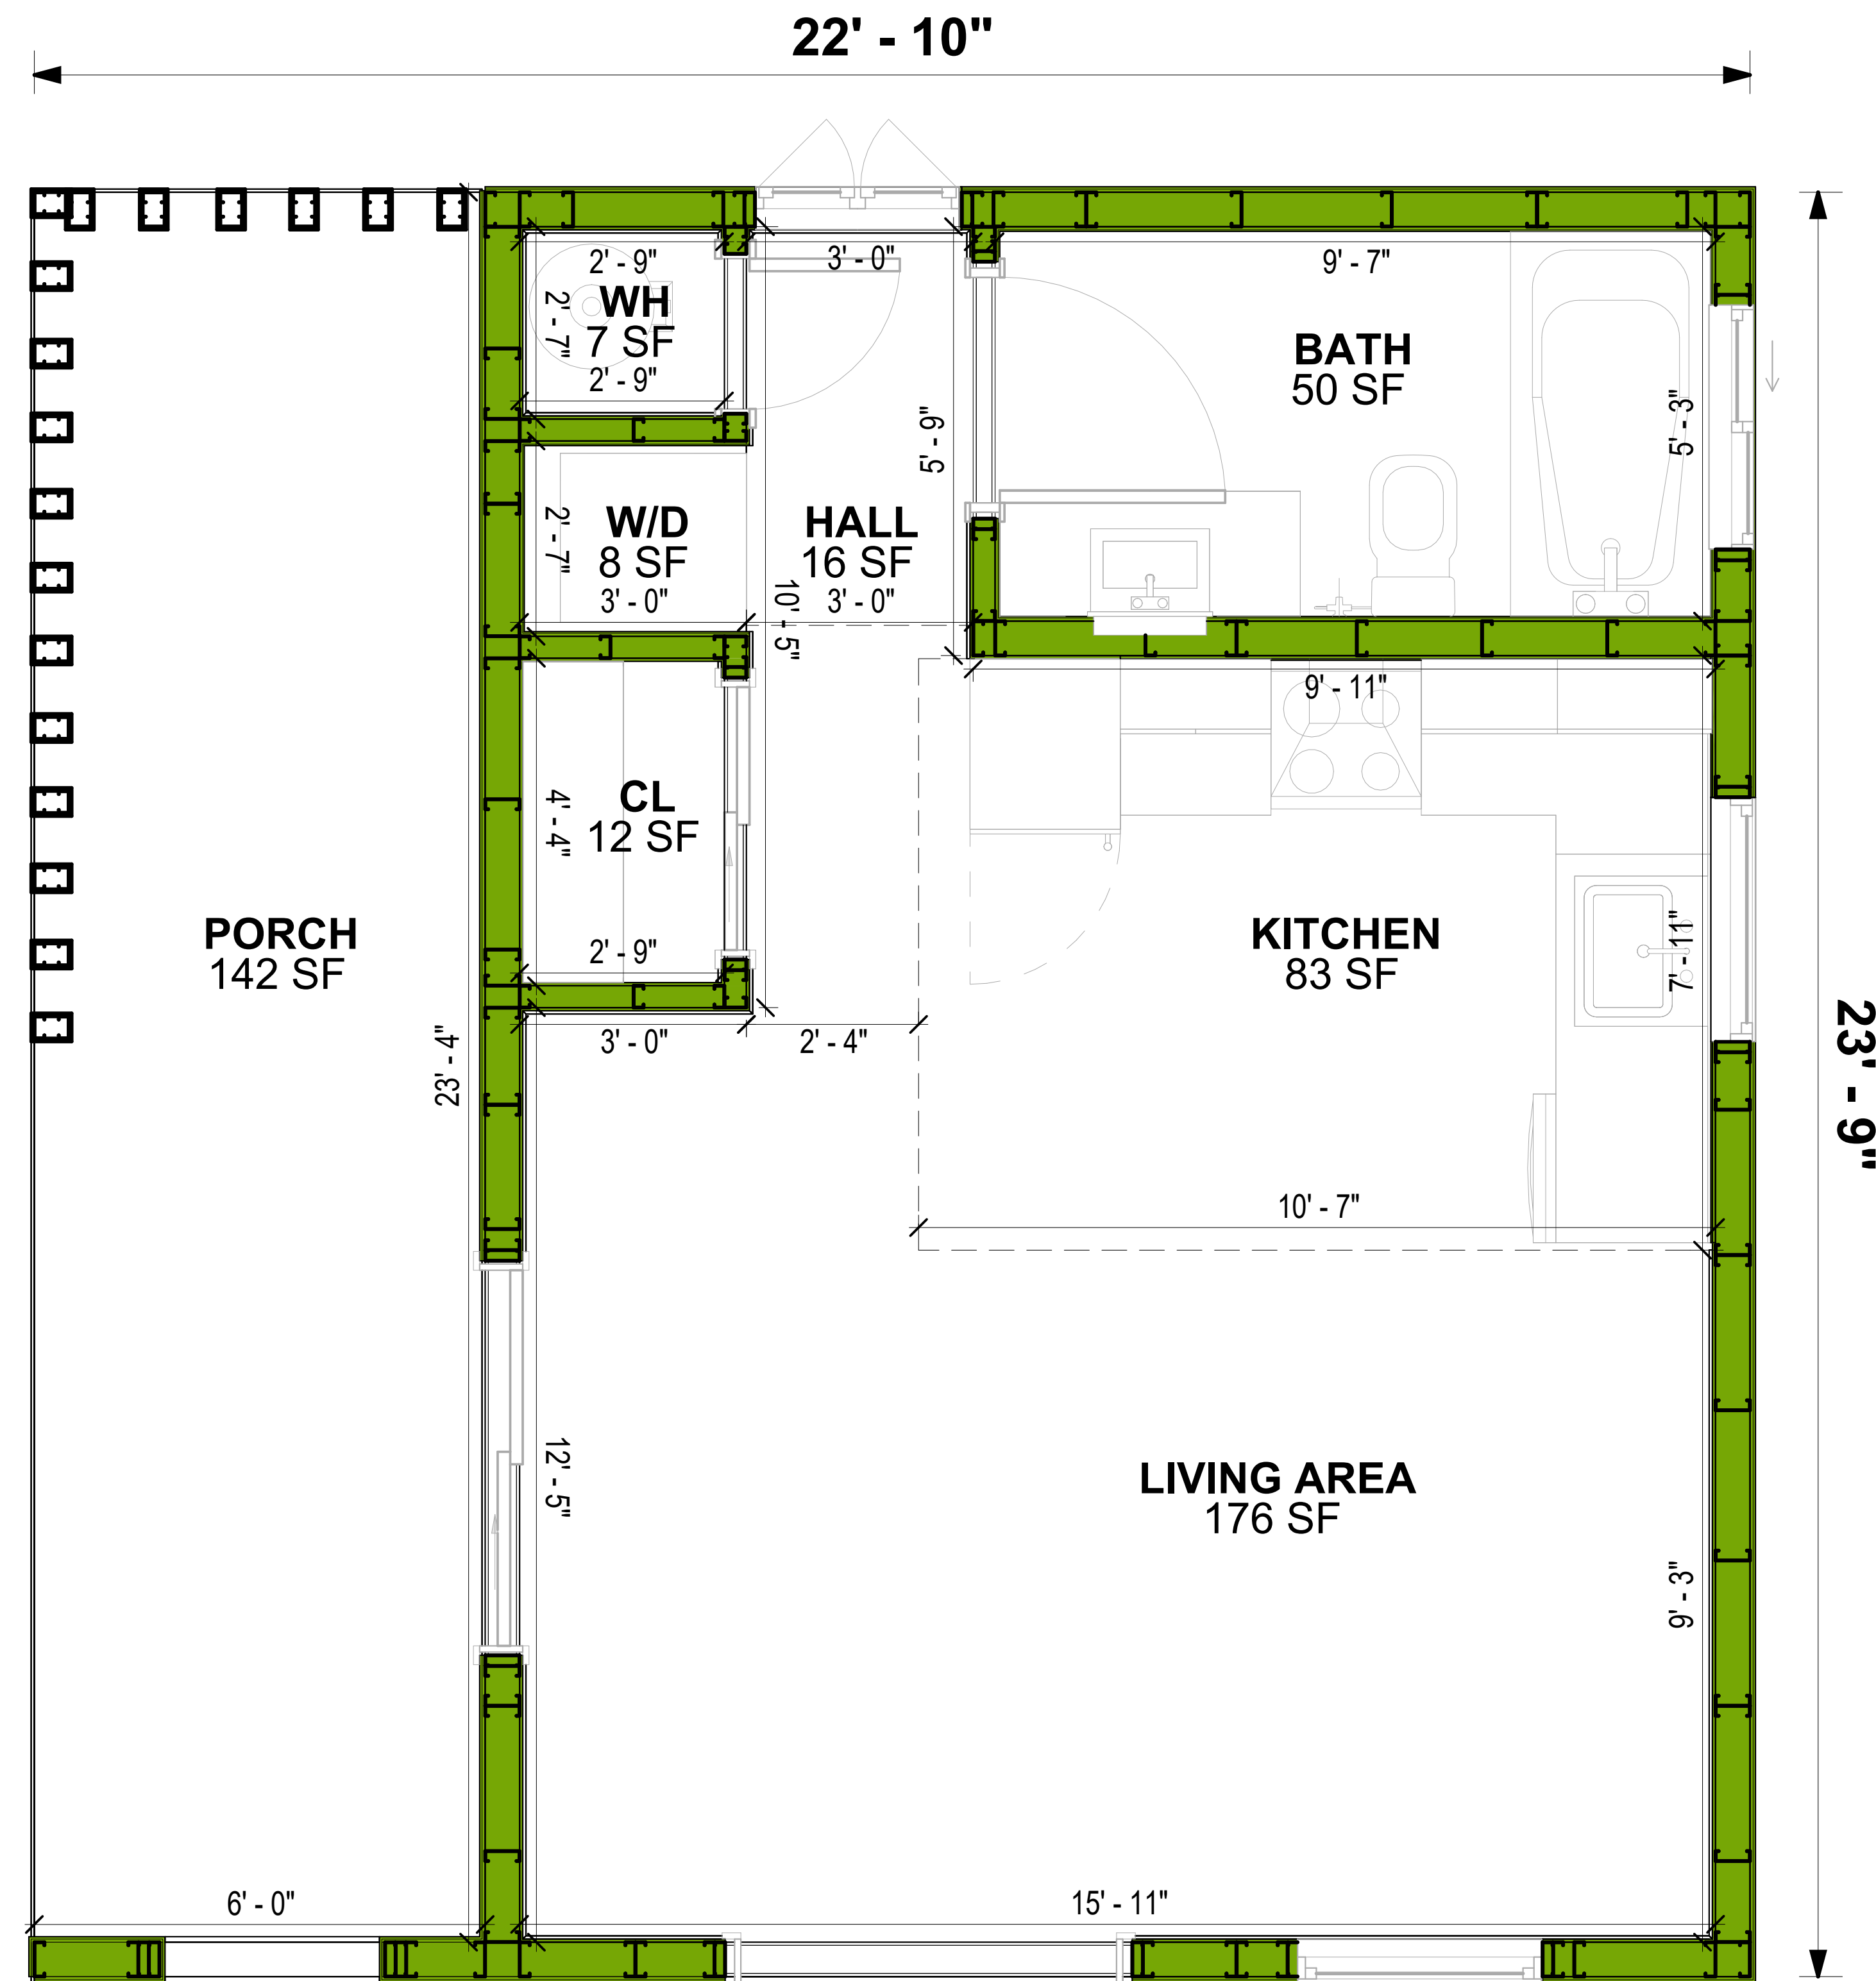 22' - 10"
2' - 9"
3' - 0"
9' - 7"
WH
7 SF
2' - 7"
2' - 9"
BATH
50 SF
5' - 9"
5' - 3"
W/D
8 SF
2' - 7"
3' - 0"
HALL
16 SF
3' - 0"
10' - 5"
9' - 11"
CL
12 SF
4' - 4"
2' - 9"
PORCH
142 SF
KITCHEN
83 SF
7' - 11"
23' - 4"
3' - 0"
2' - 4"
23' - 9"
10' - 7"
12' - 5"
LIVING AREA
176 SF
9' - 3"
6' - 0"
15' - 11"